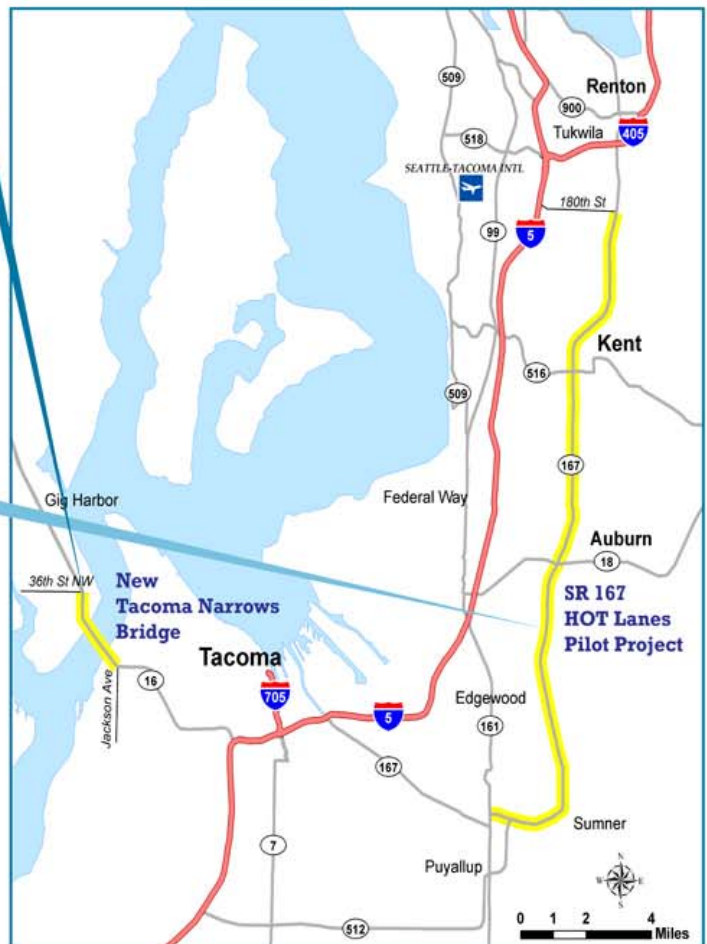 509
Renton
900
Tukwila
405
518
SEATTLE-TACOMA INTL
180th St
99
5
Kent
516
509
167
Gig Harbor
Federal Way
Auburn
18
36th St NW
New
Tacoma Narrows
Bridge
SR 167
HOT Lanes
Pilot Project
Tacoma
16
Jackson Ave
705
5
Edgewood
161
167
Sumner
7
Puyallup
N
W E
S
512
0 1 2 4
Miles